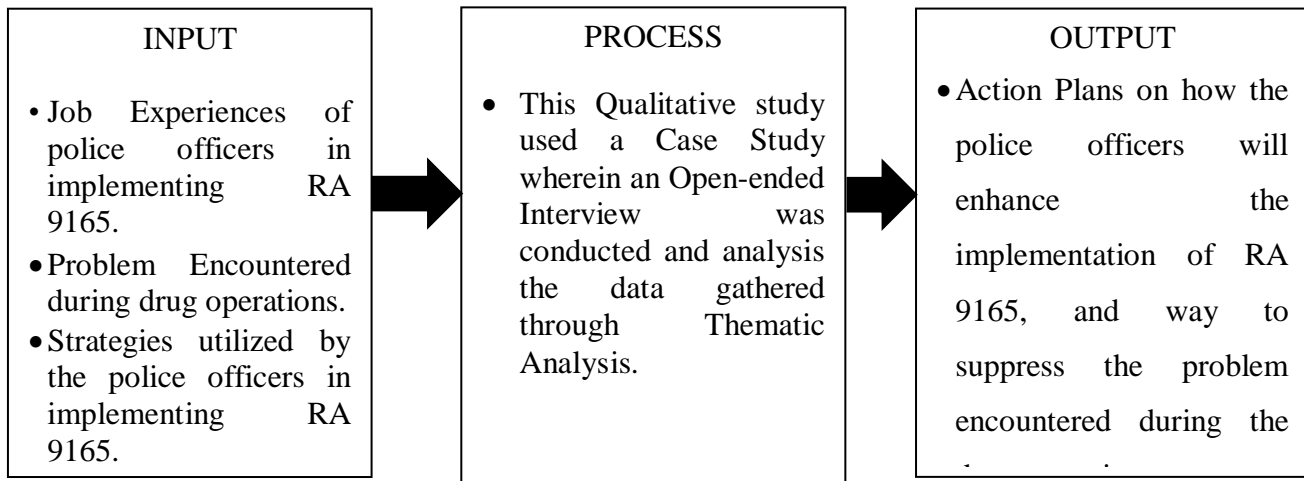 INPUT
• Job Experiences of
police officers in
implementing RA
9165.
• Problem Encountered
during drug operations.
• Strategies utilized by
the police officers in
implementing RA
9165.
PROCESS
• This Qualitative study
used a Case Study
wherein an Open-ended
Interview was
conducted and analysis
the data gathered
through Thematic
Analysis.
OUTPUT
• Action Plans on how the
police officers will
enhance the
implementation of RA
9165, and way to
suppress the problem
encountered during the